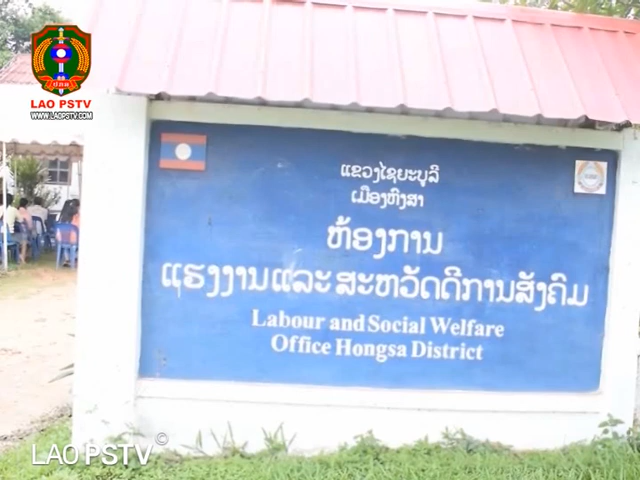 ປກສ
LAO PSTV
WWW.LAOPSTV.COM
ແຂວງໄຊຍະບູລີ
ເມືອງຫົງສາ
ຫ້ອງການ
ແຮງງານແລະສະຫວັດດີການສັງຄົມ
Labour and Social Welfare
Office Hongsa District
LAO PSTV©